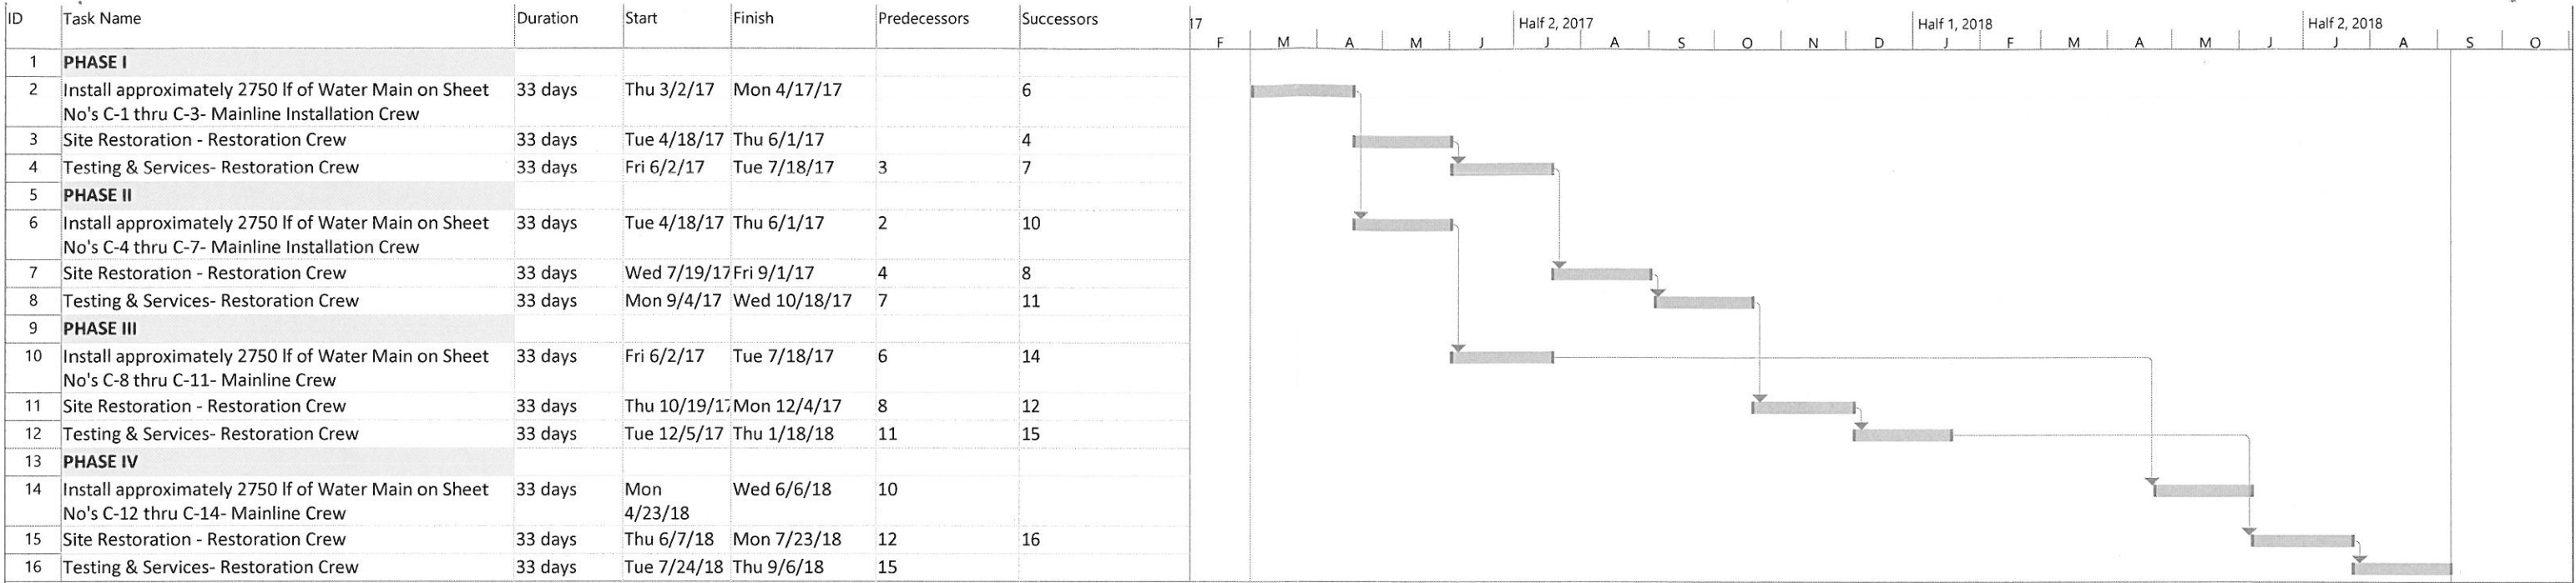 ID Task Name Duration Start Finish Predecessors Successors
17 Half 2, 2017 Half 1, 2018 Half 2, 2018
F M A M J J A S O N D J F M A M J J A S O
1 PHASE I
2 Install approximately 2750 lf of Water Main on Sheet 33 days Thu 3/2/17 Mon 4/17/17 6
No's C-1 thru C-3- Mainline Installation Crew
3 Site Restoration - Restoration Crew 33 days Tue 4/18/17 Thu 6/1/17 4
4 Testing & Services- Restoration Crew 33 days Fri 6/2/17 Tue 7/18/17 3 7
5 PHASE II
6 Install approximately 2750 lf of Water Main on Sheet 33 days Tue 4/18/17 Thu 6/1/17 2 10
No's C-4 thru C-7- Mainline Installation Crew
7 Site Restoration - Restoration Crew 33 days Wed 7/19/17 Fri 9/1/17 4 8
8 Testing & Services- Restoration Crew 33 days Mon 9/4/17 Wed 10/18/17 7 11
9 PHASE III
10 Install approximately 2750 lf of Water Main on Sheet 33 days Fri 6/2/17 Tue 7/18/17 6 14
No's C-8 thru C-11- Mainline Crew
11 Site Restoration - Restoration Crew 33 days Thu 10/19/17 Mon 12/4/17 8 12
12 Testing & Services- Restoration Crew 33 days Tue 12/5/17 Thu 1/18/18 11 15
13 PHASE IV
14 Install approximately 2750 lf of Water Main on Sheet 33 days Mon Wed 6/6/18 10
No's C-12 thru C-14- Mainline Crew 4/23/18
15 Site Restoration - Restoration Crew 33 days Thu 6/7/18 Mon 7/23/18 12 16
16 Testing & Services- Restoration Crew 33 days Tue 7/24/18 Thu 9/6/18 15